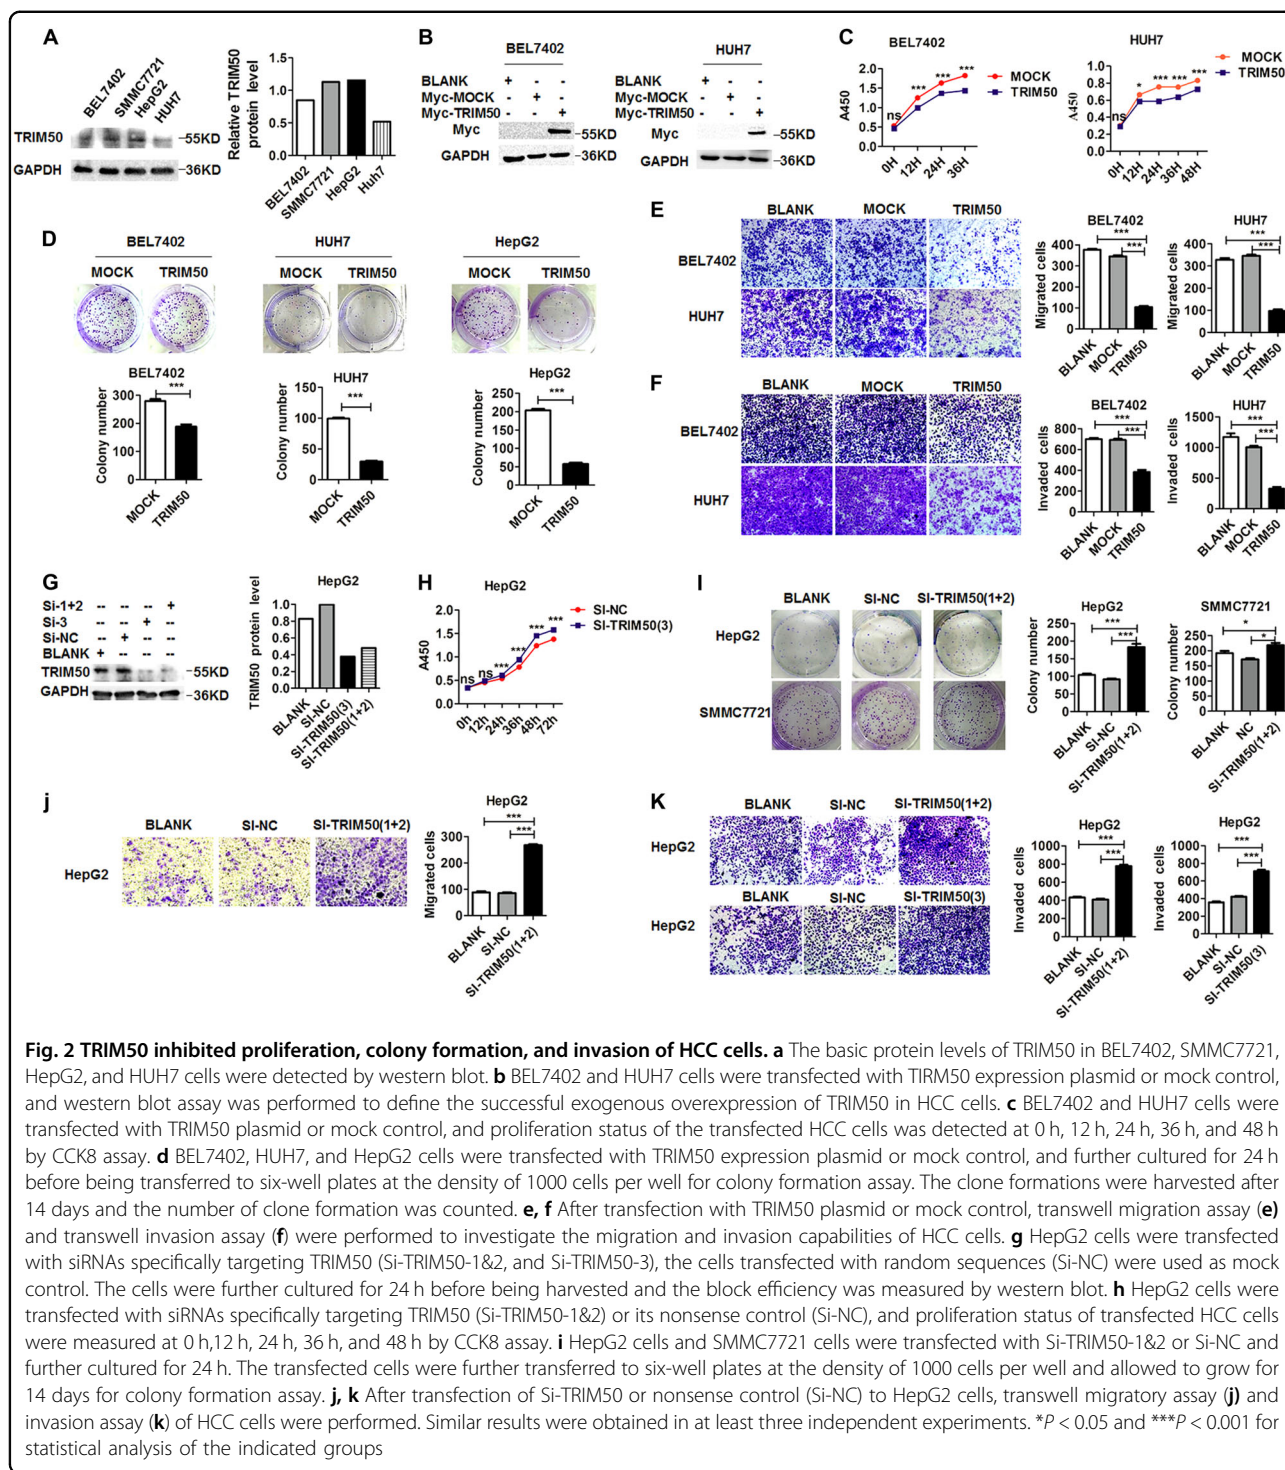 A
BEL7402
SMMC7721
HepG2
HUH7
TRIM50
–55KD
GAPDH
–36KD
Relative TRIM50
protein level
1.5
1.0
0.5
0.0
BEL7402
SMMC7721
HepG2
Huh7
B
BEL7402
BLANK + - -
Myc-MOCK - + -
Myc-TRIM50 - - +
Myc
–55KD
GAPDH
–36KD
HUH7
BLANK + - -
Myc-MOCK - + -
Myc-TRIM50 - - +
Myc
–55KD
GAPDH
–36KD
C
BEL7402
A450
2.0
1.5
1.0
0.5
0.0
ns
***
***
***
MOCK
TRIM50
0H
12H
24H
36H
HUH7
A450
1.0
0.8
0.6
0.4
0.2
0.0
ns
*
*** *** ***
MOCK
TRIM50
0H
12H
24H
36H
48H
D
BEL7402
HUH7
HepG2
MOCK TRIM50
MOCK TRIM50
MOCK TRIM50
BEL7402
Colony number
300
200
100
0
***
MOCK
TRIM50
HUH7
Colony number
150
100
50
0
***
MOCK
TRIM50
HepG2
Colony number
250
200
150
100
50
0
***
MOCK
TRIM50
E
BLANK MOCK TRIM50
BEL7402
HUH7
BEL7402
Migrated cells
400
300
200
100
0
***
***
BLANK
MOCK
TRIM50
HUH7
Migrated cells
400
300
200
100
0
***
***
BLANK
MOCK
TRIM50
F
BLANK MOCK TRIM50
BEL7402
HUH7
BEL7402
Invaded cells
800
600
400
200
0
***
***
BLANK
MOCK
TRIM50
HUH7
Invaded cells
1500
1000
500
0
***
***
BLANK
MOCK
TRIM50
G
Si-1+2 -- -- -- +
Si-3 -- -- + --
Si-NC -- + -- --
BLANK + -- -- --
TRIM50
–55KD
GAPDH
–36KD
HepG2
TRIM50 protein level
1.0
0.8
0.6
0.4
0.2
0.0
BLANK
SI-NC
SI-TRIM50(3)
SI-TRIM50(1+2)
H
HepG2
A450
2.0
1.5
1.0
0.5
0.0
ns
ns
***
***
***
***
SI-NC
SI-TRIM50(3)
0h
12h
24h
36h
48h
72h
I
BLANK SI-NC SI-TRIM50(1+2)
HepG2
SMMC7721
HepG2
Colony number
250
200
150
100
50
0
***
***
BLANK
SI-NC
SI-TRIM50(1+2)
SMMC7721
Colony number
300
250
200
150
100
50
0
*
*
BLANK
NC
SI-TRIM50(1+2)
j
BLANK SI-NC SI-TRIM50(1+2)
HepG2
HepG2
Migrated cells
300
200
100
0
***
***
BLANK
SI-NC
SI-TRIM50(1+2)
K
BLANK SI-NC SI-TRIM50(1+2)
HepG2
BLANK SI-NC SI-TRIM50(3)
HepG2
HepG2
Invaded cells
1000
800
600
400
200
0
***
***
BLANK
SI-NC
SI-TRIM50(1+2)
HepG2
Invaded cells
1000
800
600
400
200
0
***
***
BLANK
SI-NC
SI-TRIM50(3)
Fig. 2 TRIM50 inhibited proliferation, colony formation, and invasion of HCC cells. a The basic protein levels of TRIM50 in BEL7402, SMMC7721,
HepG2, and HUH7 cells were detected by western blot. b BEL7402 and HUH7 cells were transfected with TIRM50 expression plasmid or mock control,
and western blot assay was performed to define the successful exogenous overexpression of TRIM50 in HCC cells. c BEL7402 and HUH7 cells were
transfected with TRIM50 plasmid or mock control, and proliferation status of the transfected HCC cells was detected at 0 h, 12 h, 24 h, 36 h, and 48 h
by CCK8 assay. d BEL7402, HUH7, and HepG2 cells were transfected with TRIM50 expression plasmid or mock control, and further cultured for 24 h
before being transferred to six-well plates at the density of 1000 cells per well for colony formation assay. The clone formations were harvested after
14 days and the number of clone formation was counted. e, f After transfection with TRIM50 plasmid or mock control, transwell migration assay (e)
and transwell invasion assay (f) were performed to investigate the migration and invasion capabilities of HCC cells. g HepG2 cells were transfected
with siRNAs specifically targeting TRIM50 (Si-TRIM50-1&2, and Si-TRIM50-3), the cells transfected with random sequences (Si-NC) were used as mock
control. The cells were further cultured for 24 h before being harvested and the block efficiency was measured by western blot. h HepG2 cells were
transfected with siRNAs specifically targeting TRIM50 (Si-TRIM50-1&2) or its nonsense control (Si-NC), and proliferation status of transfected HCC cells
were measured at 0 h,12 h, 24 h, 36 h, and 48 h by CCK8 assay. i HepG2 cells and SMMC7721 cells were transfected with Si-TRIM50-1&2 or Si-NC and
further cultured for 24 h. The transfected cells were further transferred to six-well plates at the density of 1000 cells per well and allowed to grow for
14 days for colony formation assay. j, k After transfection of Si-TRIM50 or nonsense control (Si-NC) to HepG2 cells, transwell migratory assay (j) and
invasion assay (k) of HCC cells were performed. Similar results were obtained in at least three independent experiments. *P < 0.05 and ***P < 0.001 for
statistical analysis of the indicated groups